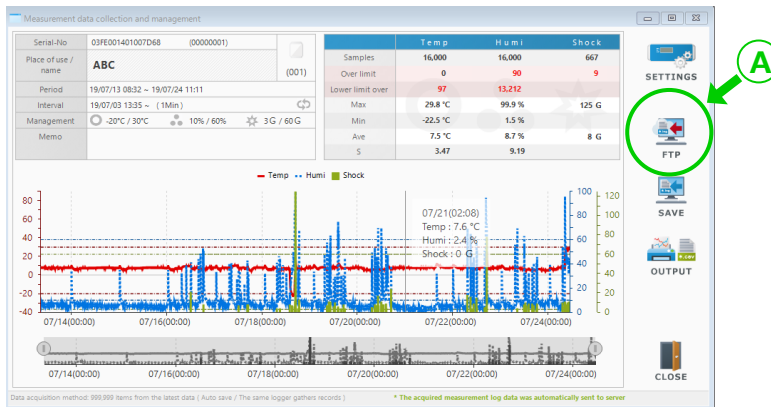 Measurement data collection and management
Serial-No 03FE001401007D68 (00000001)
Place of use / name ABC (001)
Period 19/07/13 08:32 ~ 19/07/24 11:11
Interval 19/07/03 13:35 ~ (1Min)
Management -20°C / 30°C 10% / 60% 3G / 60G
Memo
Temp Humi Shock
Samples 16,000 16,000 667
Over limit 0 90 9
Lower limit over 97 13,212
Max 29.8 °C 99.9 % 125 G
Min -22.5 °C 1.5 %
Ave 7.5 °C 8.7 % 8 G
S 3.47 9.19
SETTINGS
A
FTP
SAVE
CSV
OUTPUT
CLOSE
Temp Humi Shock
80
60
40
20
0
-20
-40
100
80
60
40
20
0
120
100
80
60
40
20
0
07/21(02:08)
Temp : 7.6 °C
Humi : 2.4 %
Shock : 0 G
07/14(00:00) 07/16(00:00) 07/18(00:00) 07/20(00:00) 07/22(00:00) 07/24(00:00)
07/14(00:00) 07/16(00:00) 07/18(00:00) 07/20(00:00) 07/22(00:00) 07/24(00:00)
Data acquisition method: 999,999 items from the latest data ( Auto save / The same logger gathers records ) * The acquired measurement log data was automatically sent to server